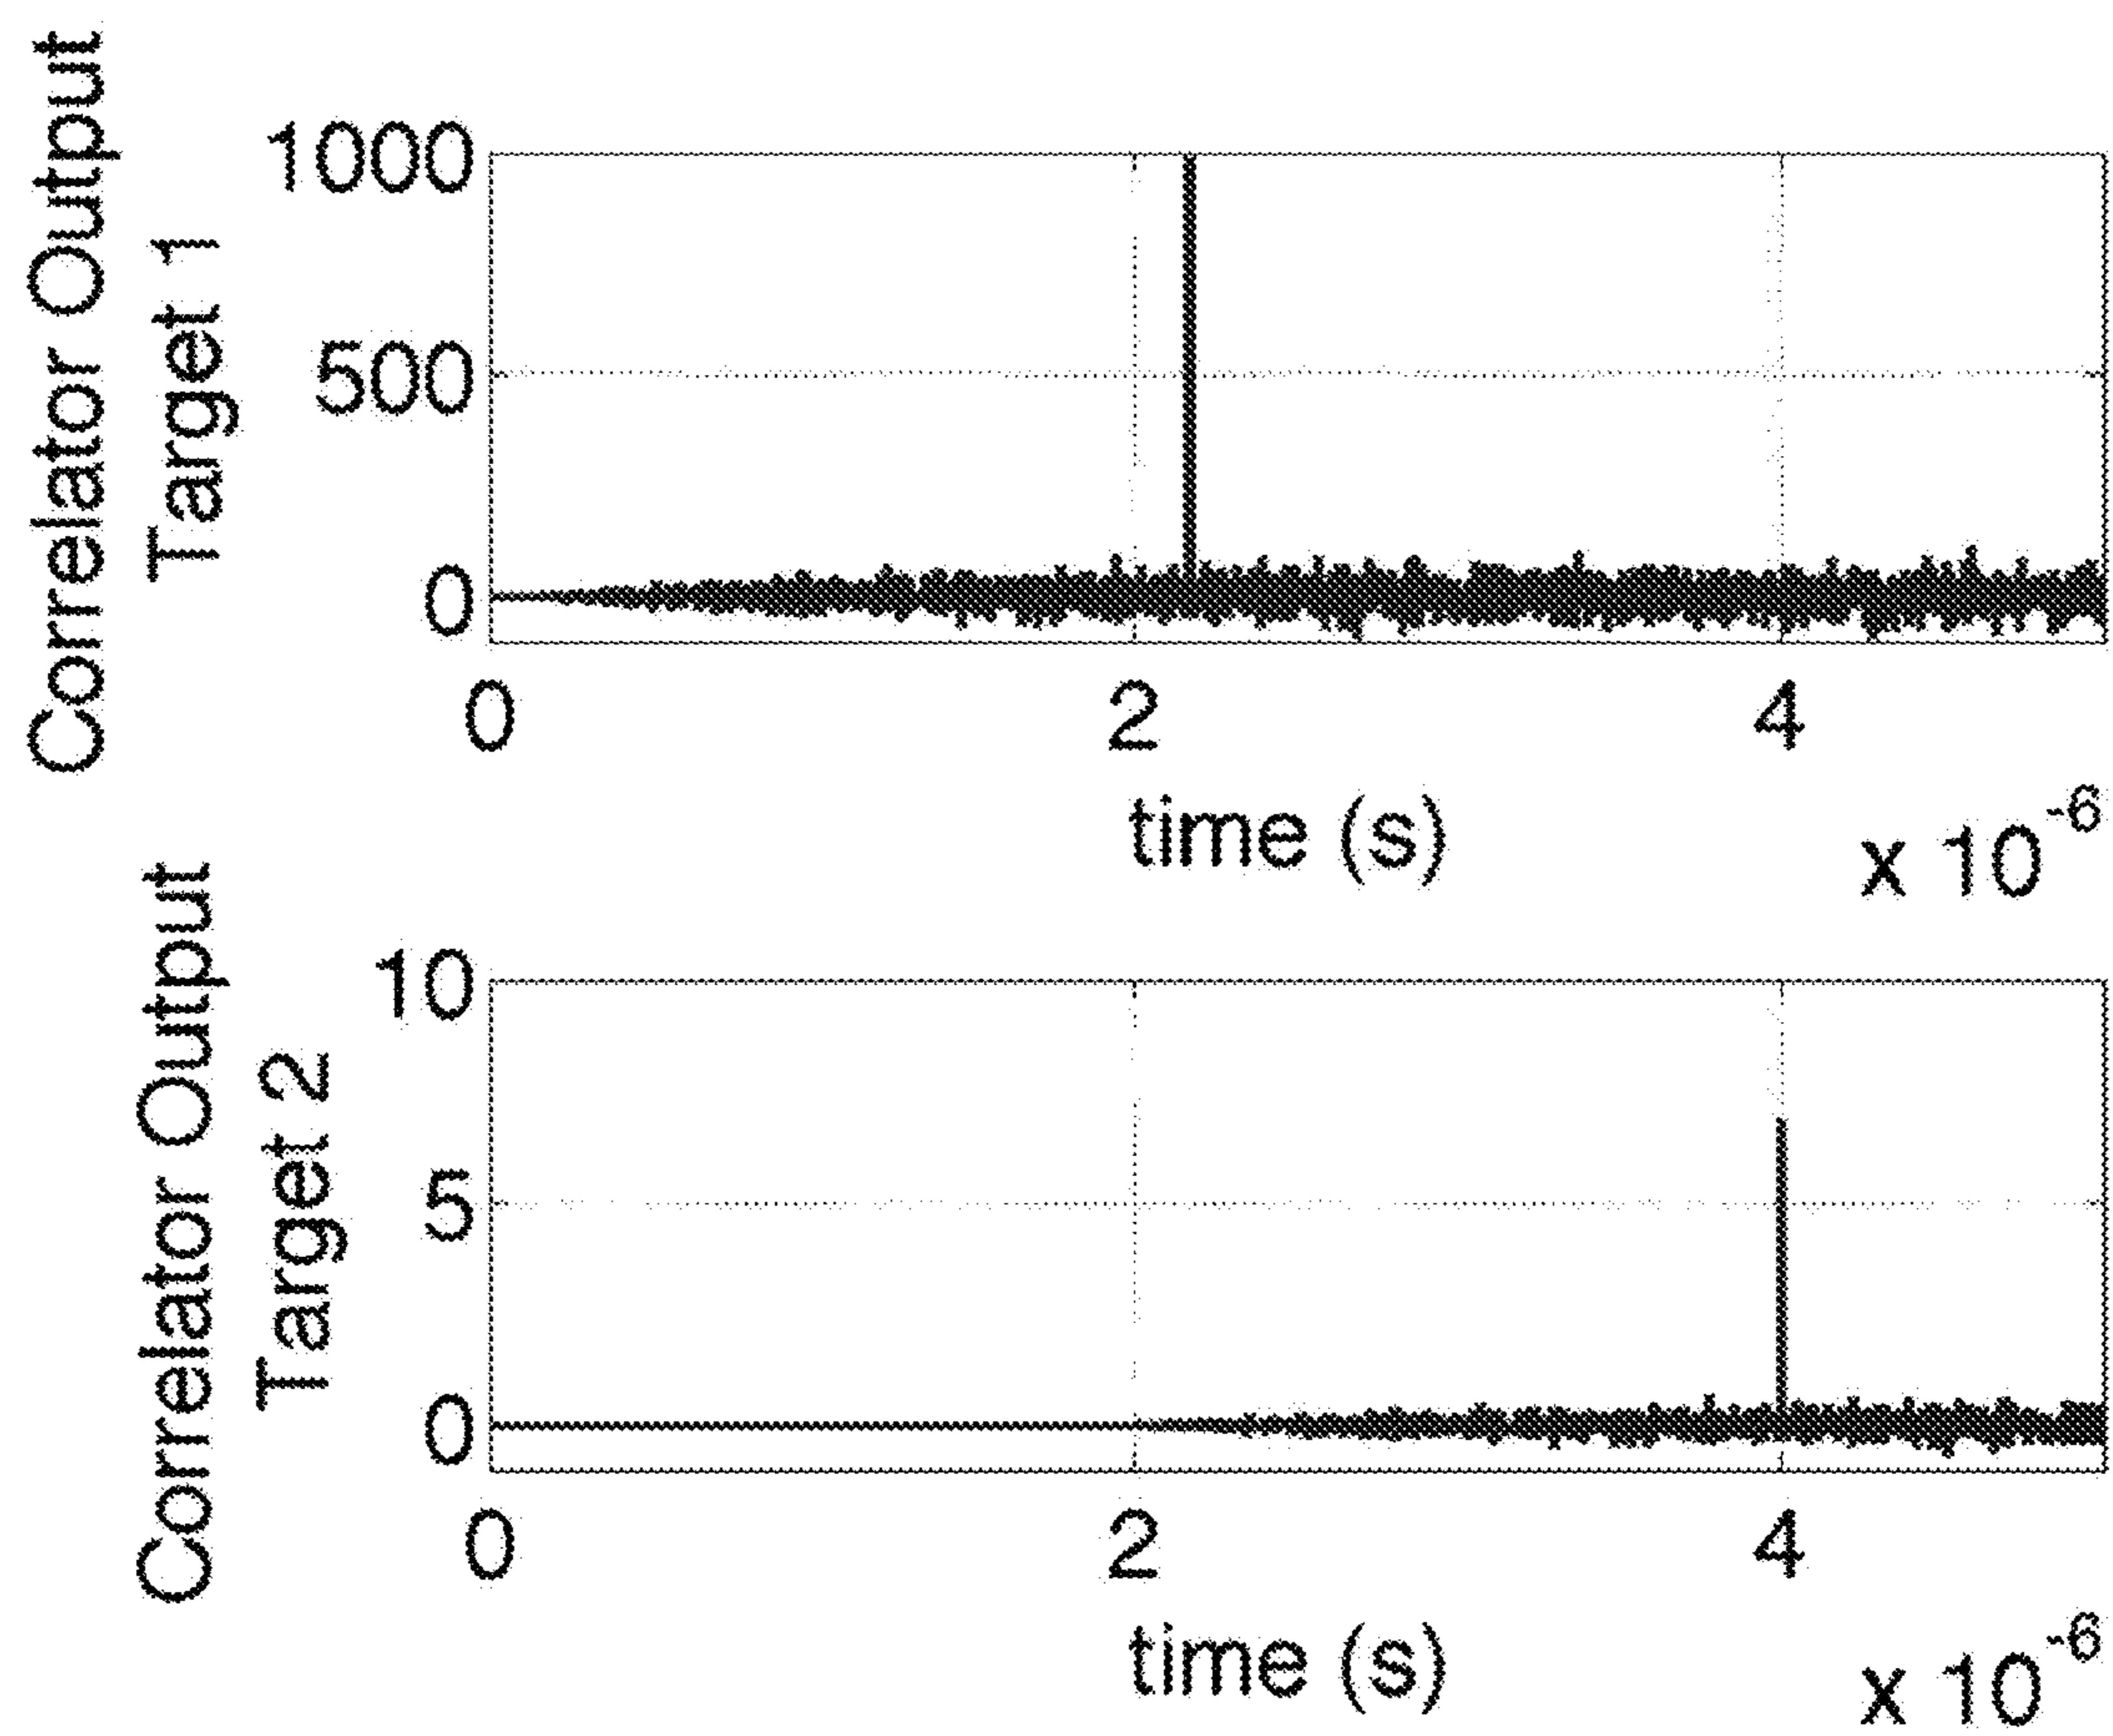 Correlator Output
Target 1
1000
500
0
0 2 4
time (s)
x 10-6
Correlator Output
Target 2
10
5
0
0 2 4
time (s)
x 10-6